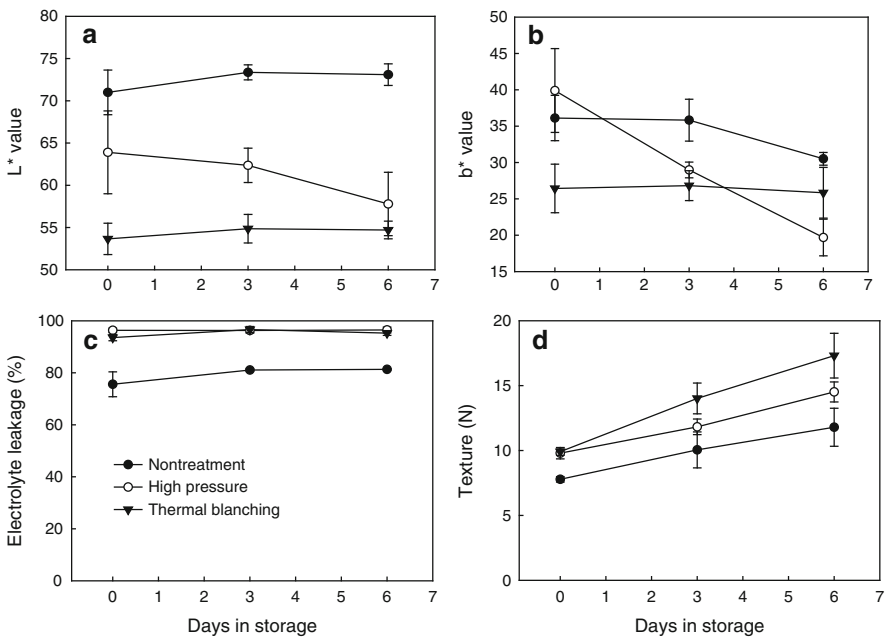 a
80
75
70
65
60
55
50
L* value
0 1 2 3 4 5 6 7
b
50
45
40
35
30
25
20
15
b* value
0 1 2 3 4 5 6 7
c
100
80
60
40
20
0
Electrolyte leakage (%)
Nontreatment
High pressure
Thermal blanching
0 1 2 3 4 5 6 7
Days in storage
d
20
15
10
5
0
Texture (N)
0 1 2 3 4 5 6 7
Days in storage